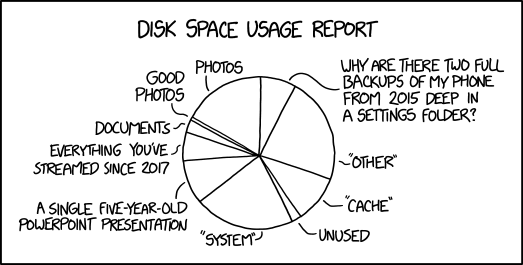 DISK SPACE USAGE REPORT
PHOTOS
GOOD
PHOTOS
DOCUMENTS
EVERYTHING YOU'VE
STREAMED SINCE 2017
A SINGLE FIVE-YEAR-OLD
POWERPOINT PRESENTATION
"SYSTEM"
UNUSED
"CACHE"
"OTHER"
WHY ARE THERE TWO FULL
BACKUPS OF MY PHONE
FROM 2015 DEEP IN
A SETTINGS FOLDER?